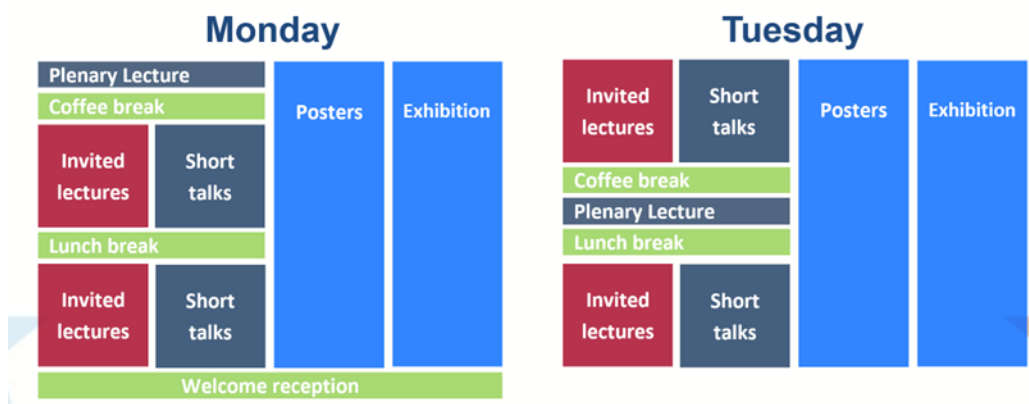 Monday
Plenary Lecture
Coffee break
Invited
lectures
Short
talks
Lunch break
Invited
lectures
Short
talks
Posters
Exhibition
Welcome reception
Tuesday
Invited
lectures
Short
talks
Coffee break
Plenary Lecture
Lunch break
Invited
lectures
Short
talks
Posters
Exhibition